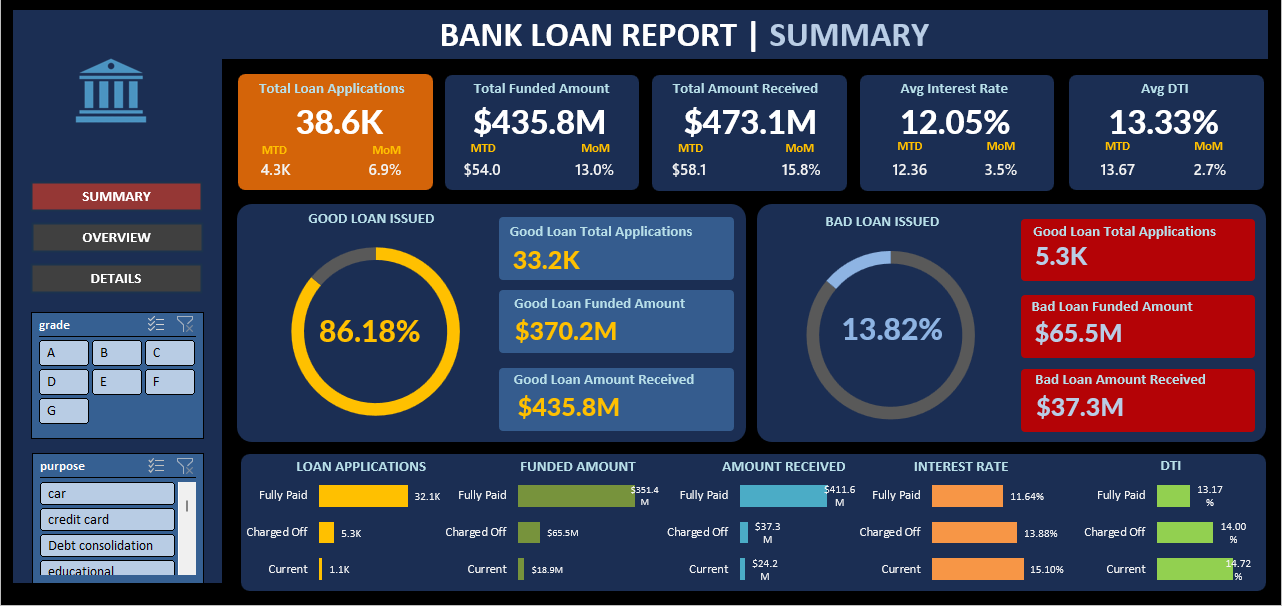 BANK LOAN REPORT | SUMMARY
Total Loan Applications
38.6K
MTD MoM
4.3K 6.9%
Total Funded Amount
$435.8M
MTD MoM
$54.0 13.0%
Total Amount Received
$473.1M
MTD MoM
$58.1 15.8%
Avg Interest Rate
12.05%
MTD MoM
12.36 3.5%
Avg DTI
13.33%
MTD MoM
13.67 2.7%
SUMMARY
OVERVIEW
DETAILS
grade
A B C
D E F
G
purpose
car
credit card
Debt consolidation
educational
GOOD LOAN ISSUED
86.18%
Good Loan Total Applications
33.2K
Good Loan Funded Amount
$370.2M
Good Loan Amount Received
$435.8M
BAD LOAN ISSUED
13.82%
Good Loan Total Applications
5.3K
Bad Loan Funded Amount
$65.5M
Bad Loan Amount Received
$37.3M
LOAN APPLICATIONS
Fully Paid 32.1K
Charged Off 5.3K
Current 1.1K
FUNDED AMOUNT
Fully Paid $351.4
M
Charged Off $65.5M
Current $18.9M
AMOUNT RECEIVED
Fully Paid $411.6
M
Charged Off $37.3
M
Current $24.2
M
INTEREST RATE
Fully Paid 11.64%
Charged Off 13.88%
Current 15.10%
DTI
Fully Paid 13.17
%
Charged Off 14.00
%
Current 14.72
%